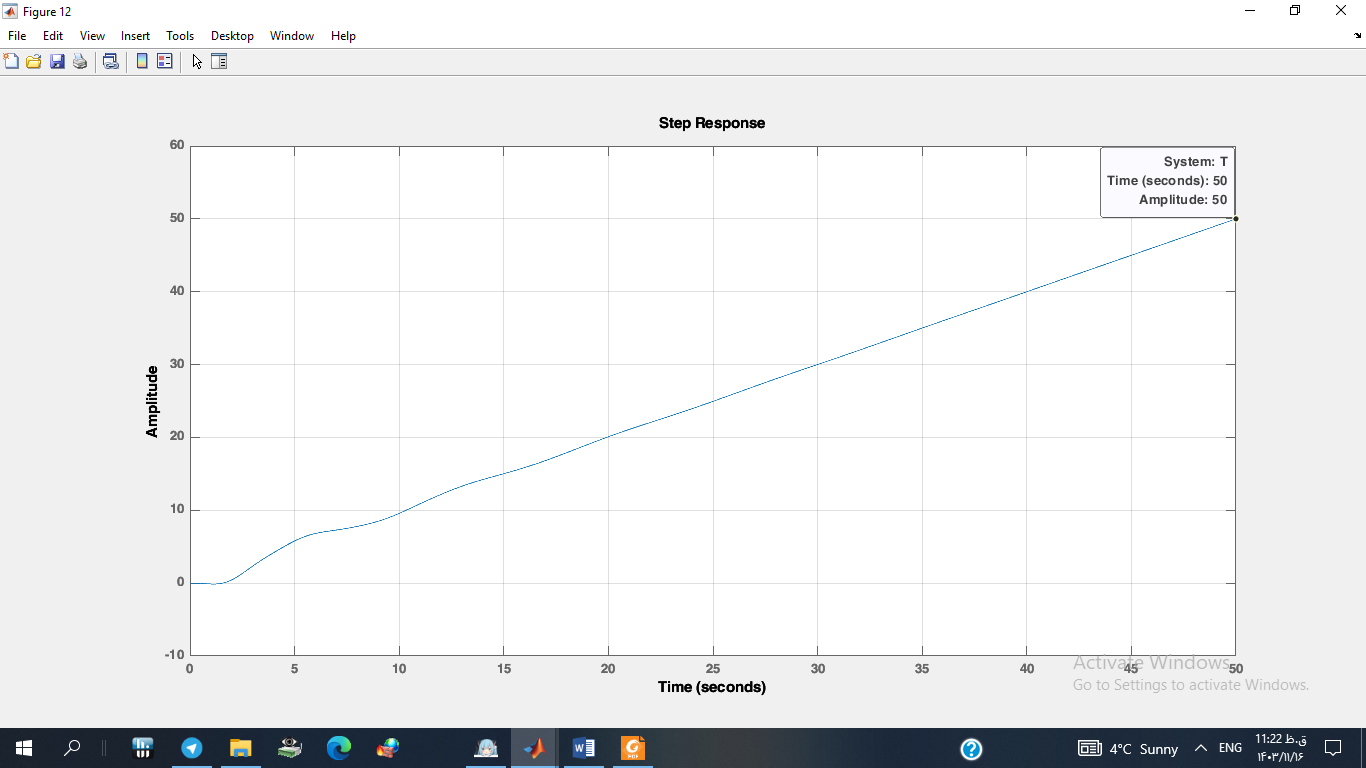 Figure 12
File Edit View Insert Tools Desktop Window Help
Step Response
60
50
40
30
20
10
0
-10
Amplitude
System: T
Time (seconds): 50
Amplitude: 50
0 5 10 15 20 25 30 35 40 45 50
Time (seconds)
Activate Windows
Go to Settings to activate Windows.
G
PDF
4°C Sunny
ENG
11:22 ق.ظ
۱۴۰۳/۱۱/۱۶